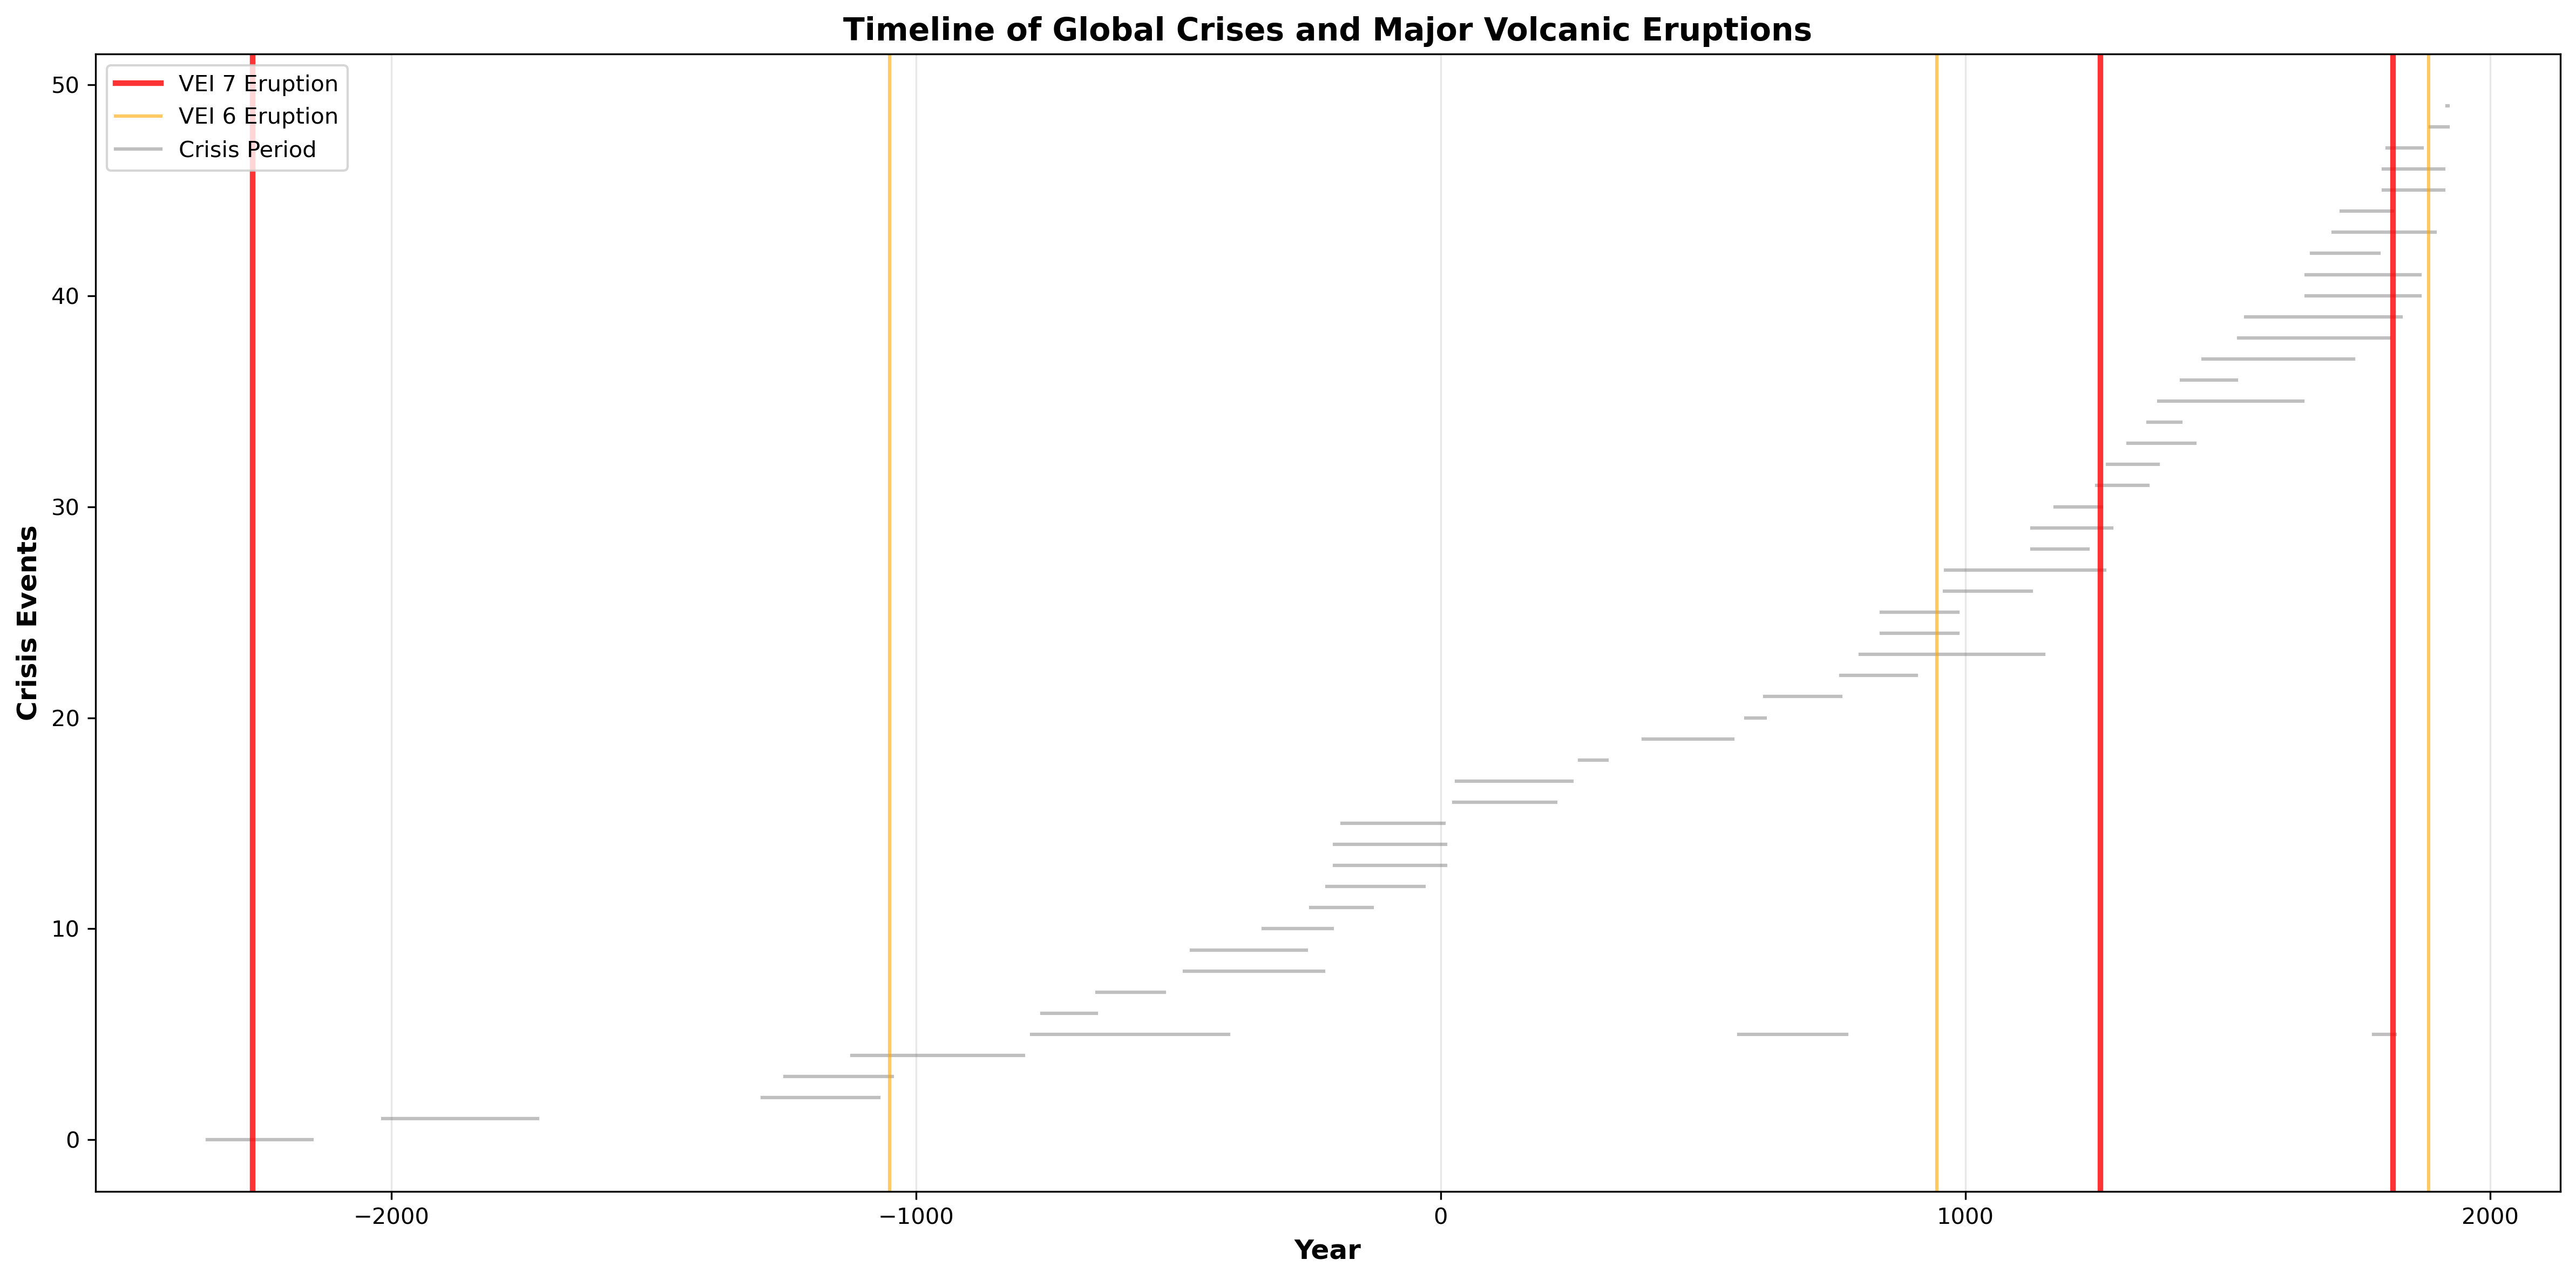 Timeline of Global Crises and Major Volcanic Eruptions
VEI 7 Eruption
VEI 6 Eruption
Crisis Period
50
40
30
20
10
0
Crisis Events
−2000
−1000
0
1000
2000
Year